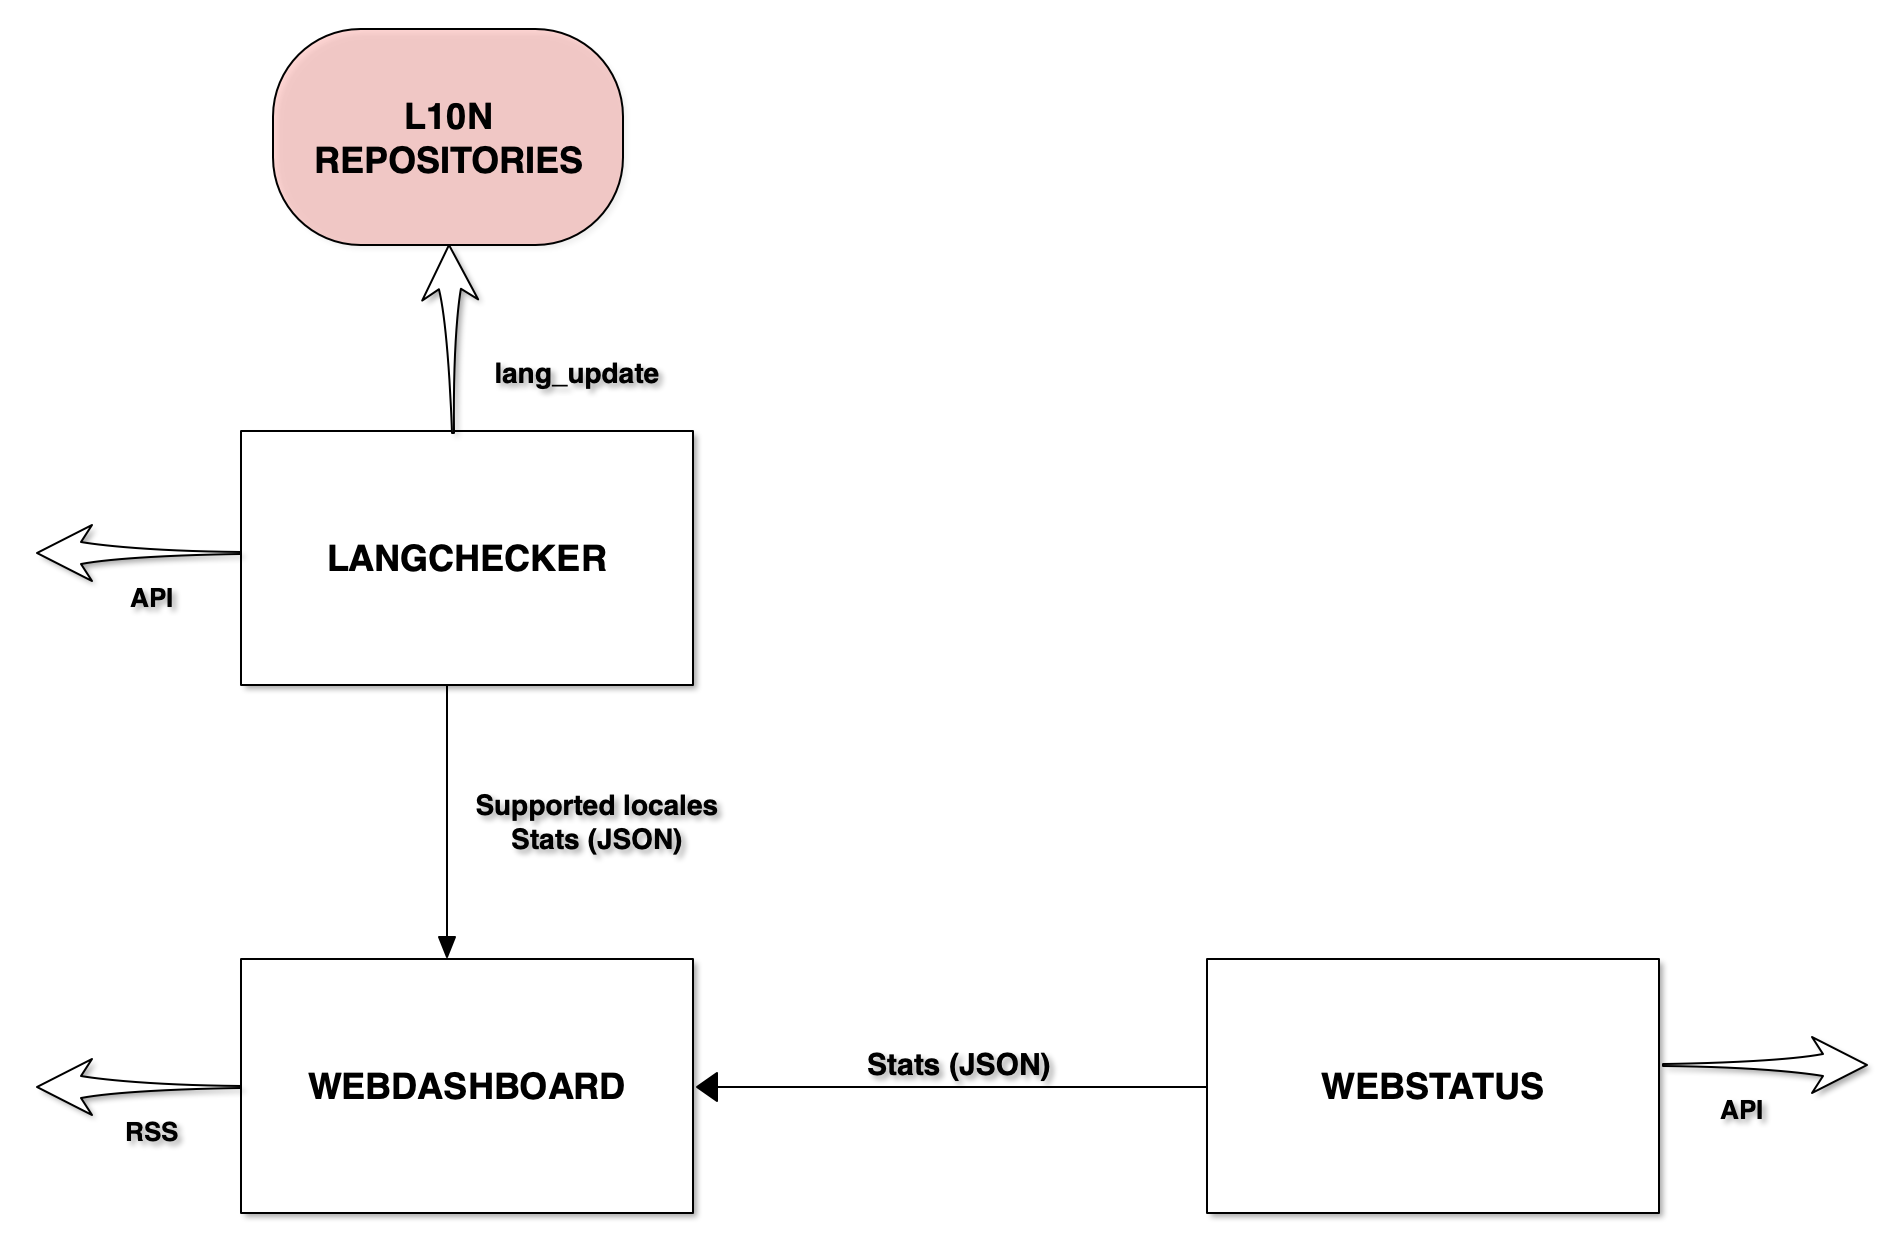 L10N
REPOSITORIES
lang_update
LANGCHECKER
API
Supported locales
Stats (JSON)
WEBDASHBOARD
RSS
Stats (JSON)
WEBSTATUS
API